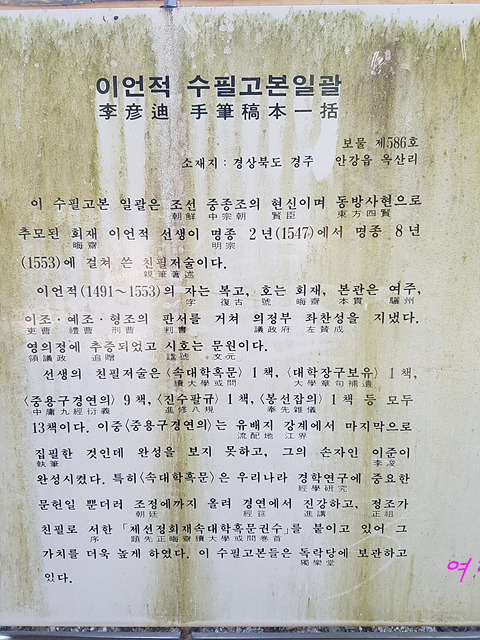 이언적 수필고본일괄
李彦迪 手筆稿本一括
보물 제586호
소재지 : 경상북도 경주 안강읍 옥산리
이 수필고본 일괄은 조선 중종조의 현신이며 동방사현으로
朝鮮 中宗朝 賢臣 東方四賢
추모된 회재 이언적 선생이 명종 2년(1547)에서 명종 8년
晦齋 明宗
(1553)에 걸쳐 쓴 친필저술이다.
親筆著述
이언적(1491~1553)의 자는 복고, 호는 회재, 본관은 여주,
字 復古 號 晦齋 本貫 驪州
이조·예조·형조의 판서를 거쳐 의정부 좌찬성을 지냈다.
吏曹 禮曹 刑曹 判書 議政府 左贊成
영의정에 추증되었고 시호는 문원이다.
領議政 追贈 諡號 文元
선생의 친필저술은 〈속대학혹문〉 1책, 〈대학장구보유〉 1책,
續大學或問 大學章句補遺
〈중용구경연의〉 9책, 〈진수팔규〉 1책, 〈봉선잡의〉 1책 등 모두
中庸九經衍義 進修八規 奉先雜儀
13책이다. 이중〈중용구경연의〉는 유배지 강계에서 마지막으로
流配地 江界
집필한 것인데 완성을 보지 못하고, 그의 손자인 이준이
執筆 李浚
완성시켰다. 특히〈속대학혹문〉은 우리나라 경학연구에 중요한
經學硏究
문헌일 뿐더러 조정에까지 올려 경연에서 진강하고, 정조가
朝廷 經筵 進講 正祖
친필로 서한 「제선정회재속대학혹문권수」를 붙이고 있어 그
序 題先正晦齋續大學或問卷首
가치를 더욱 높게 하였다. 이 수필고본들은 독락당에 보관하고
獨樂堂
있다.
여